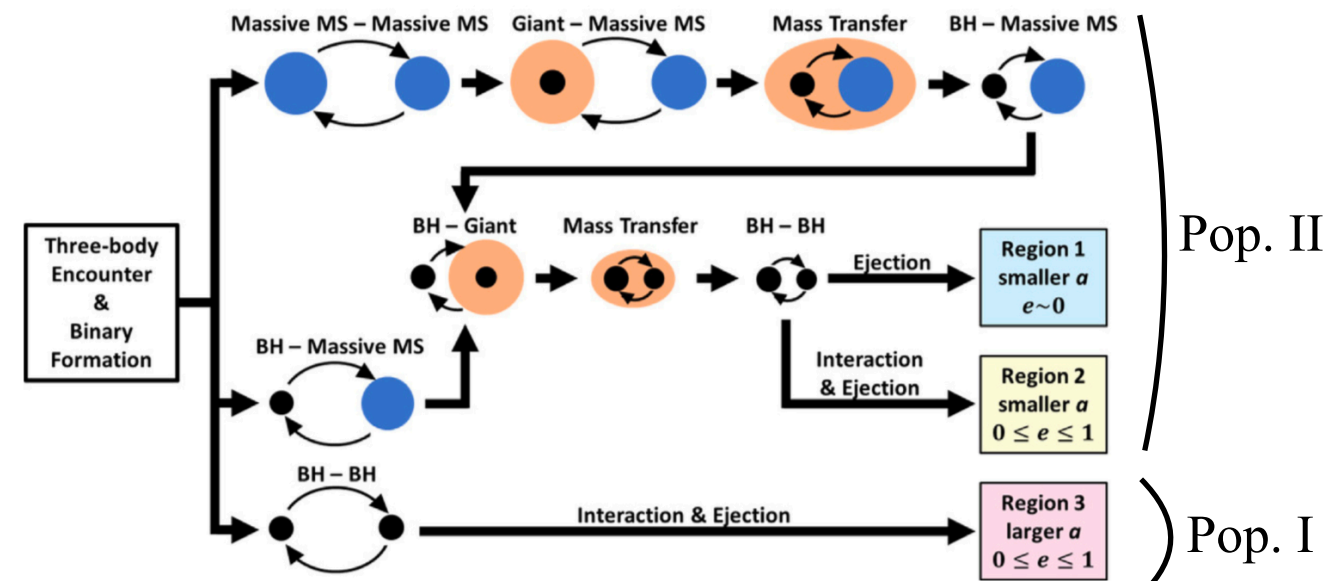 Massive MS – Massive MS
Giant – Massive MS
Mass Transfer
BH – Massive MS
Three-body
Encounter
&
Binary
Formation
BH – Giant
Mass Transfer
BH – BH
Ejection
Region 1
smaller a
e~0
Pop. II
BH – Massive MS
Interaction
& Ejection
Region 2
smaller a
0 ≤ e ≤ 1
BH – BH
Interaction & Ejection
Region 3
larger a
0 ≤ e ≤ 1
Pop. I